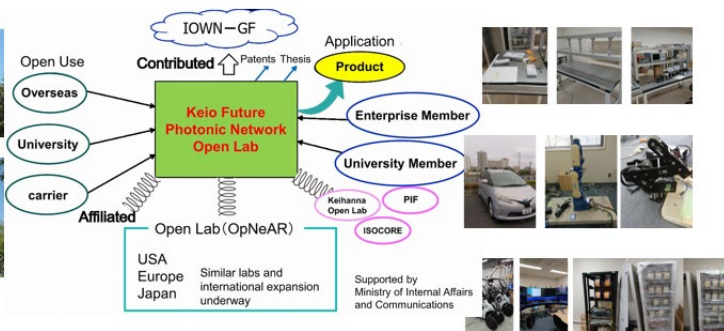 IOWN-GF
Application
Patents Thesis
Contributed
Product
Open Use
Overseas
University
carrier
Keio Future
Photonic Network
Open Lab
Enterprise Member
University Member
Keihanna
Open Lab
PIF
ISOCORE
Affiliated
Open Lab(OpNeAR)
USA
Europe
Japan
Similar labs and
international expansion
underway
Supported by
Ministry of Internal Affairs
and Communications